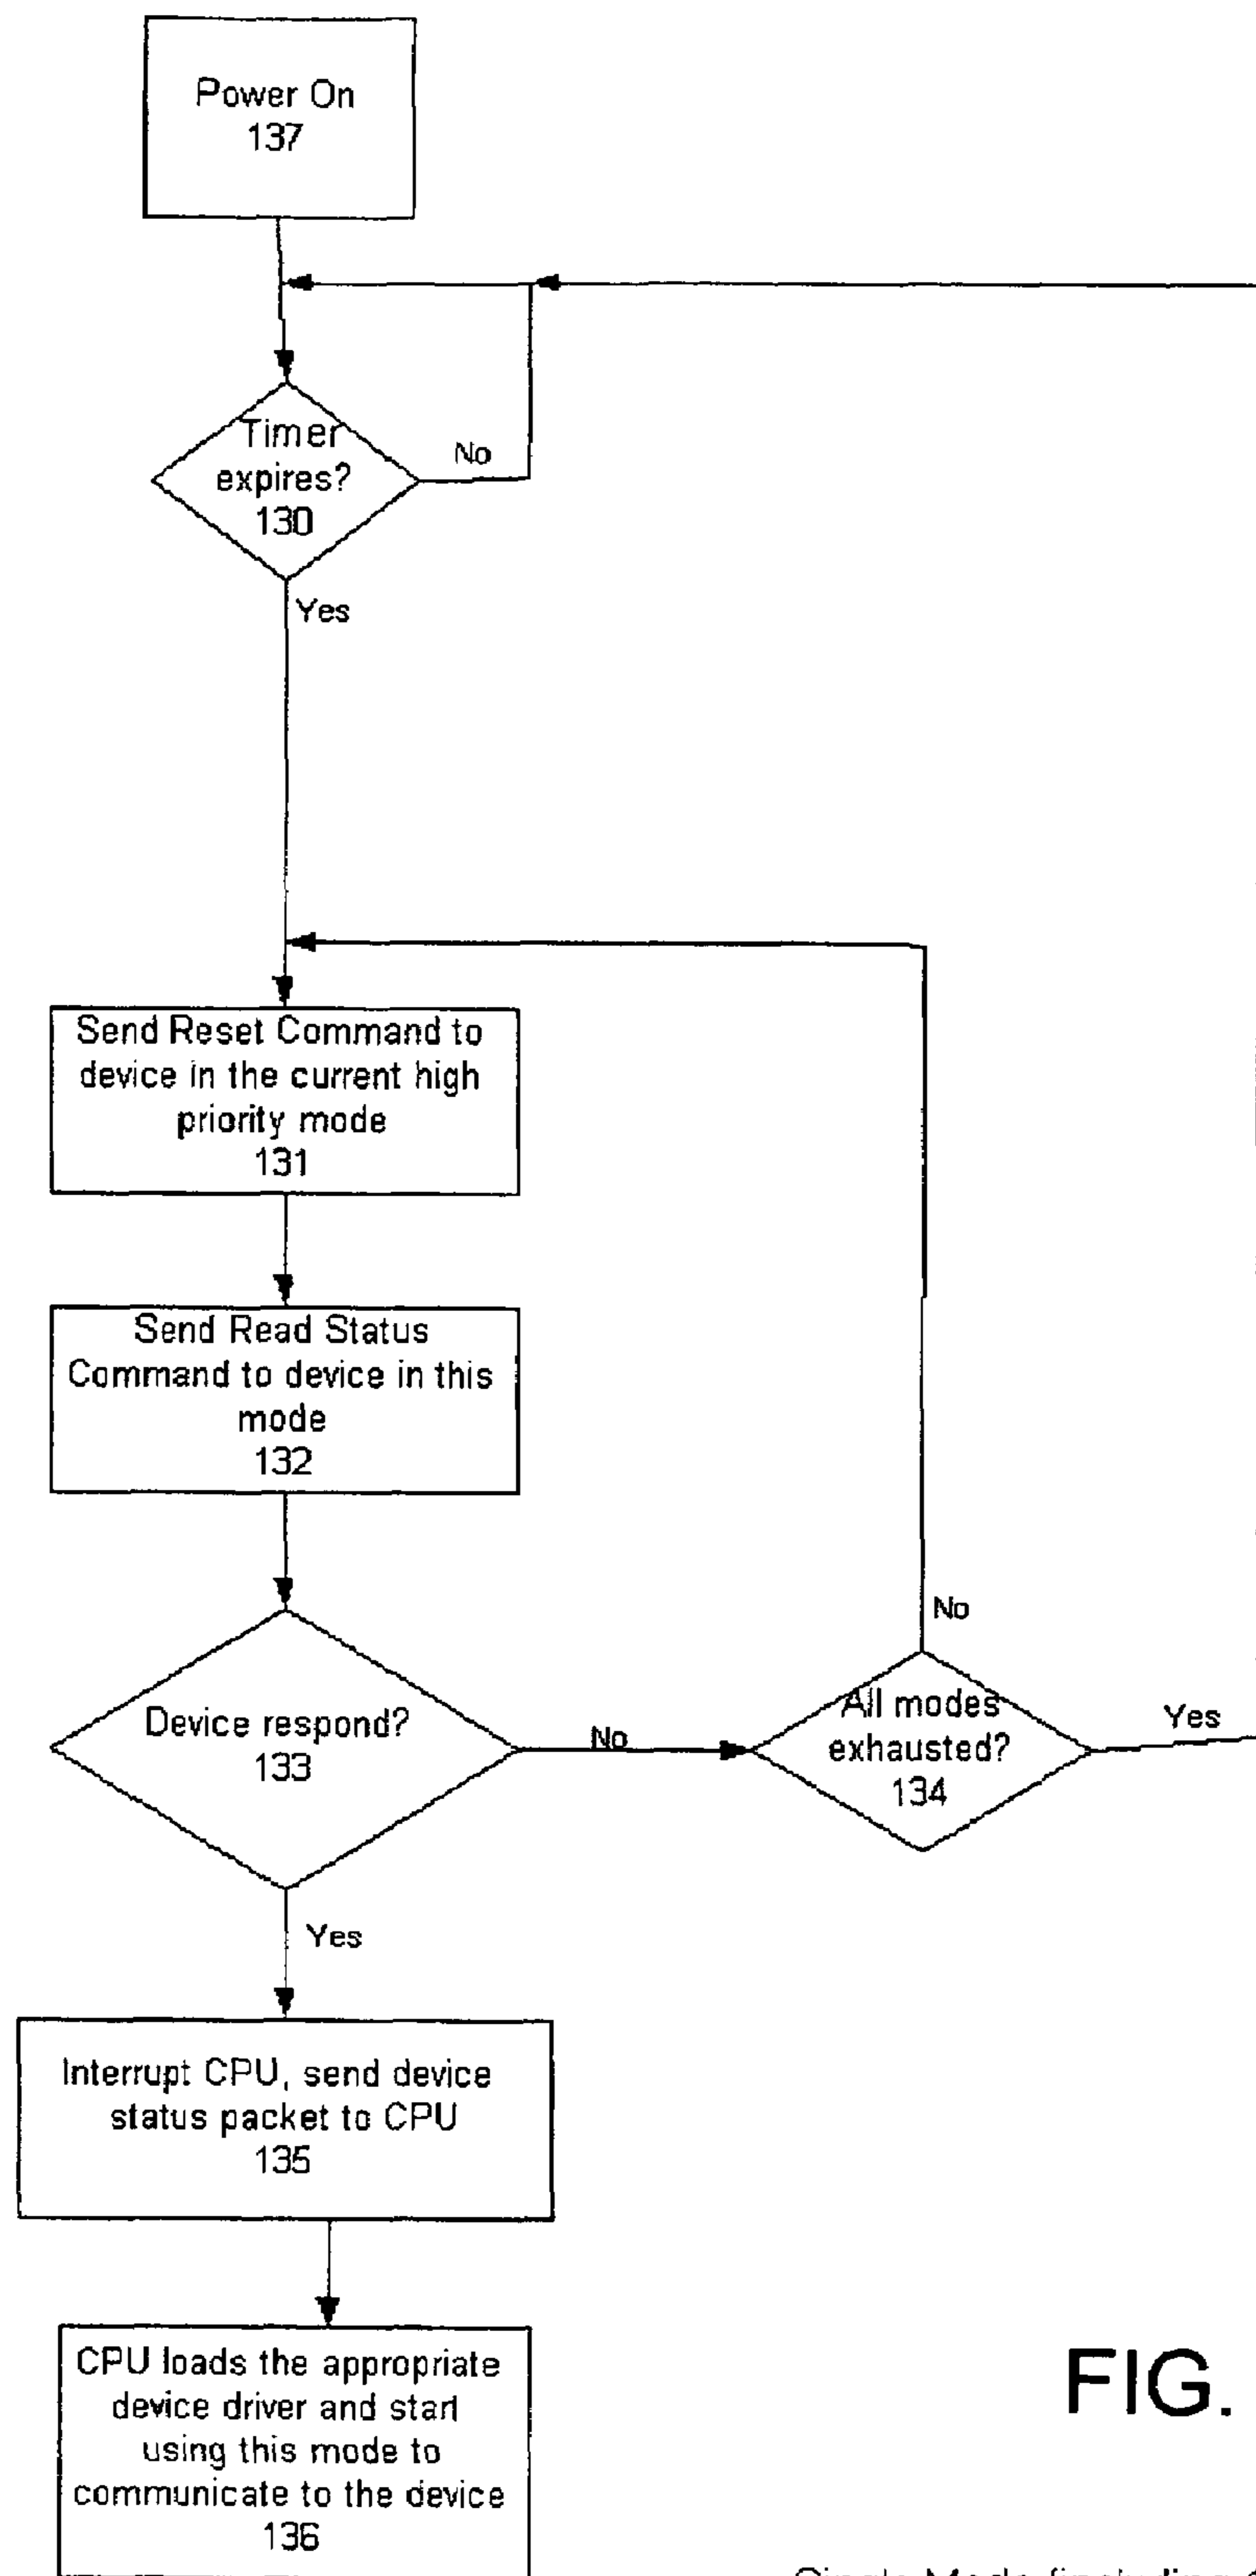 Power On
137
Timer
expires?
130
No
Yes
Send Reset Command to
device in the current high
priority mode
131
Send Read Status
Command to device in this
mode
132
Device respond?
133
No
All modes
exhausted?
134
No
Yes
Yes
Interrupt CPU, send device
status packet to CPU
135
CPU loads the appropriate
device driver and start
using this mode to
communicate to the device
136
FIG.